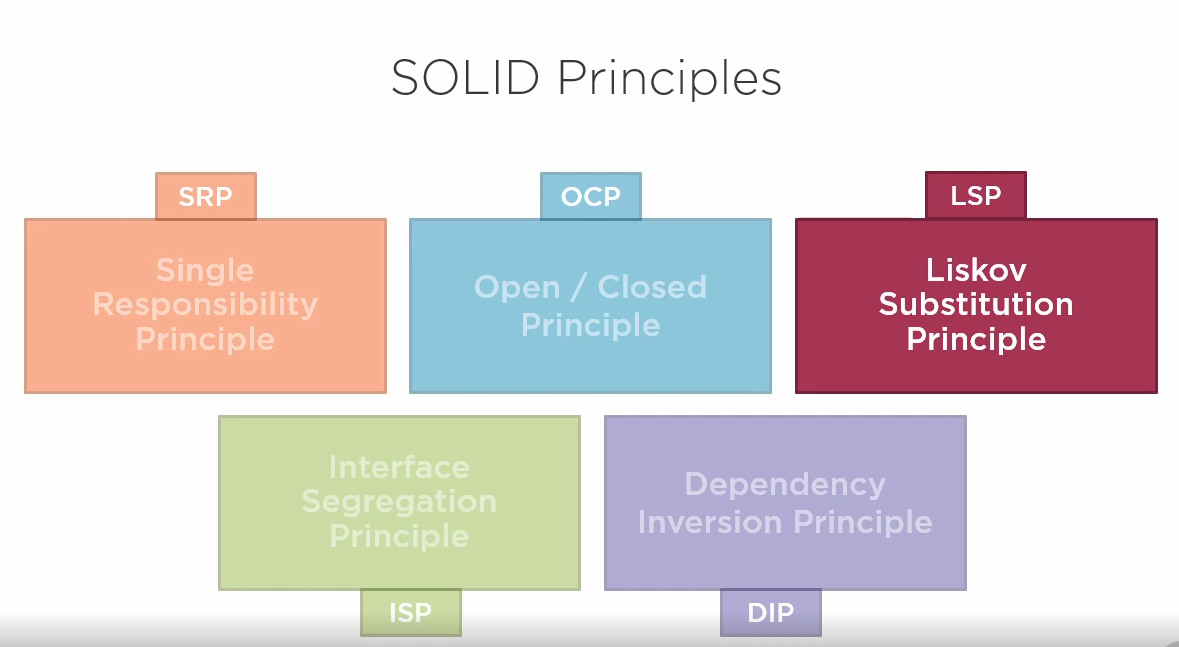 SOLID Principles
SRP
Single
Responsibility
Principle
OCP
Open / Closed
Principle
LSP
Liskov
Substitution
Principle
Interface
Segregation
Principle
ISP
Dependency
Inversion Principle
DIP